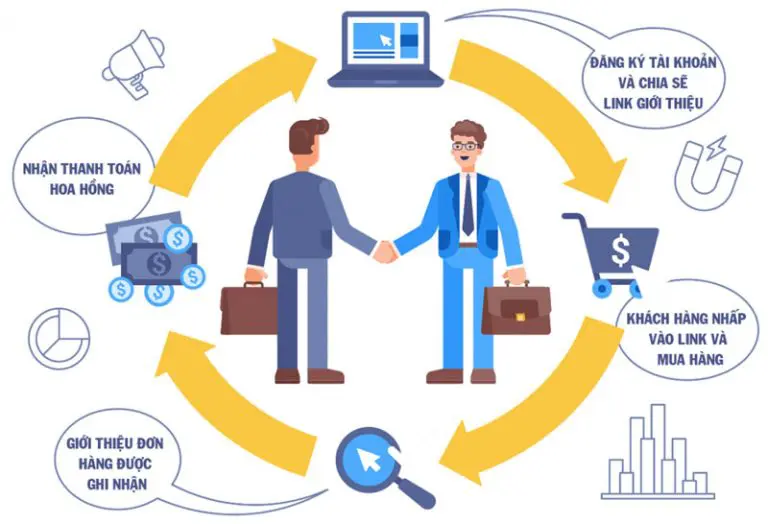 ĐĂNG KÝ TÀI KHOẢN
VÀ CHIA SẼ
LINK GIỚI THIỆU
NHẬN THANH TOÁN
HOA HỒNG
$
$
$
$
$
$
$
KHÁCH HÀNG NHẤP
VÀO LINK VÀ
MUA HÀNG
GIỚI THIỆU ĐƠN
HÀNG ĐƯỢC
GHI NHẬN